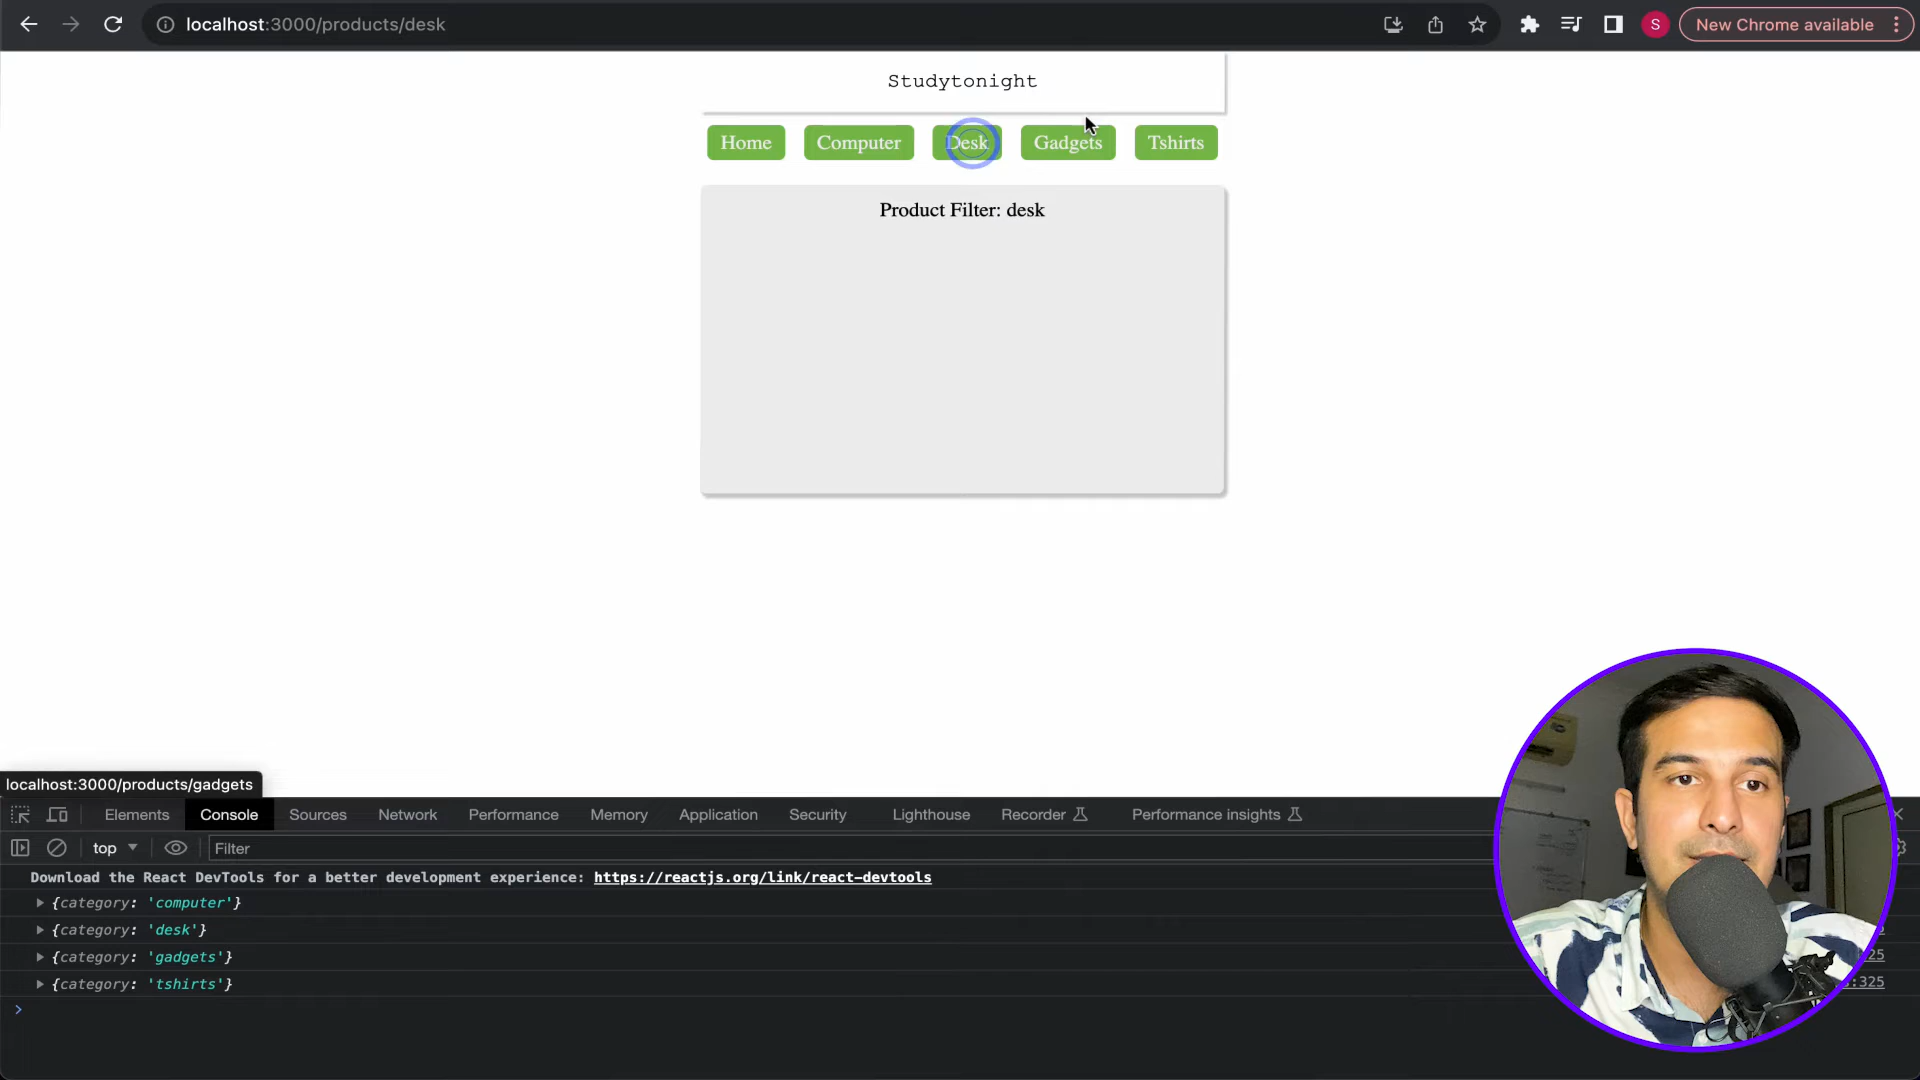 localhost:3000/products/desk
S
New Chrome available
Studytonight
Home Computer Desk Gadgets Tshirts
Product Filter: desk
localhost:3000/products/gadgets
Elements Console Sources Network Performance Memory Application Security Lighthouse Recorder Performance insights
top Filter
Download the React DevTools for a better development experience: https://reactjs.org/link/react-devtools
{category: 'computer'}
{category: 'desk'}
{category: 'gadgets'}
{category: 'tshirts'}